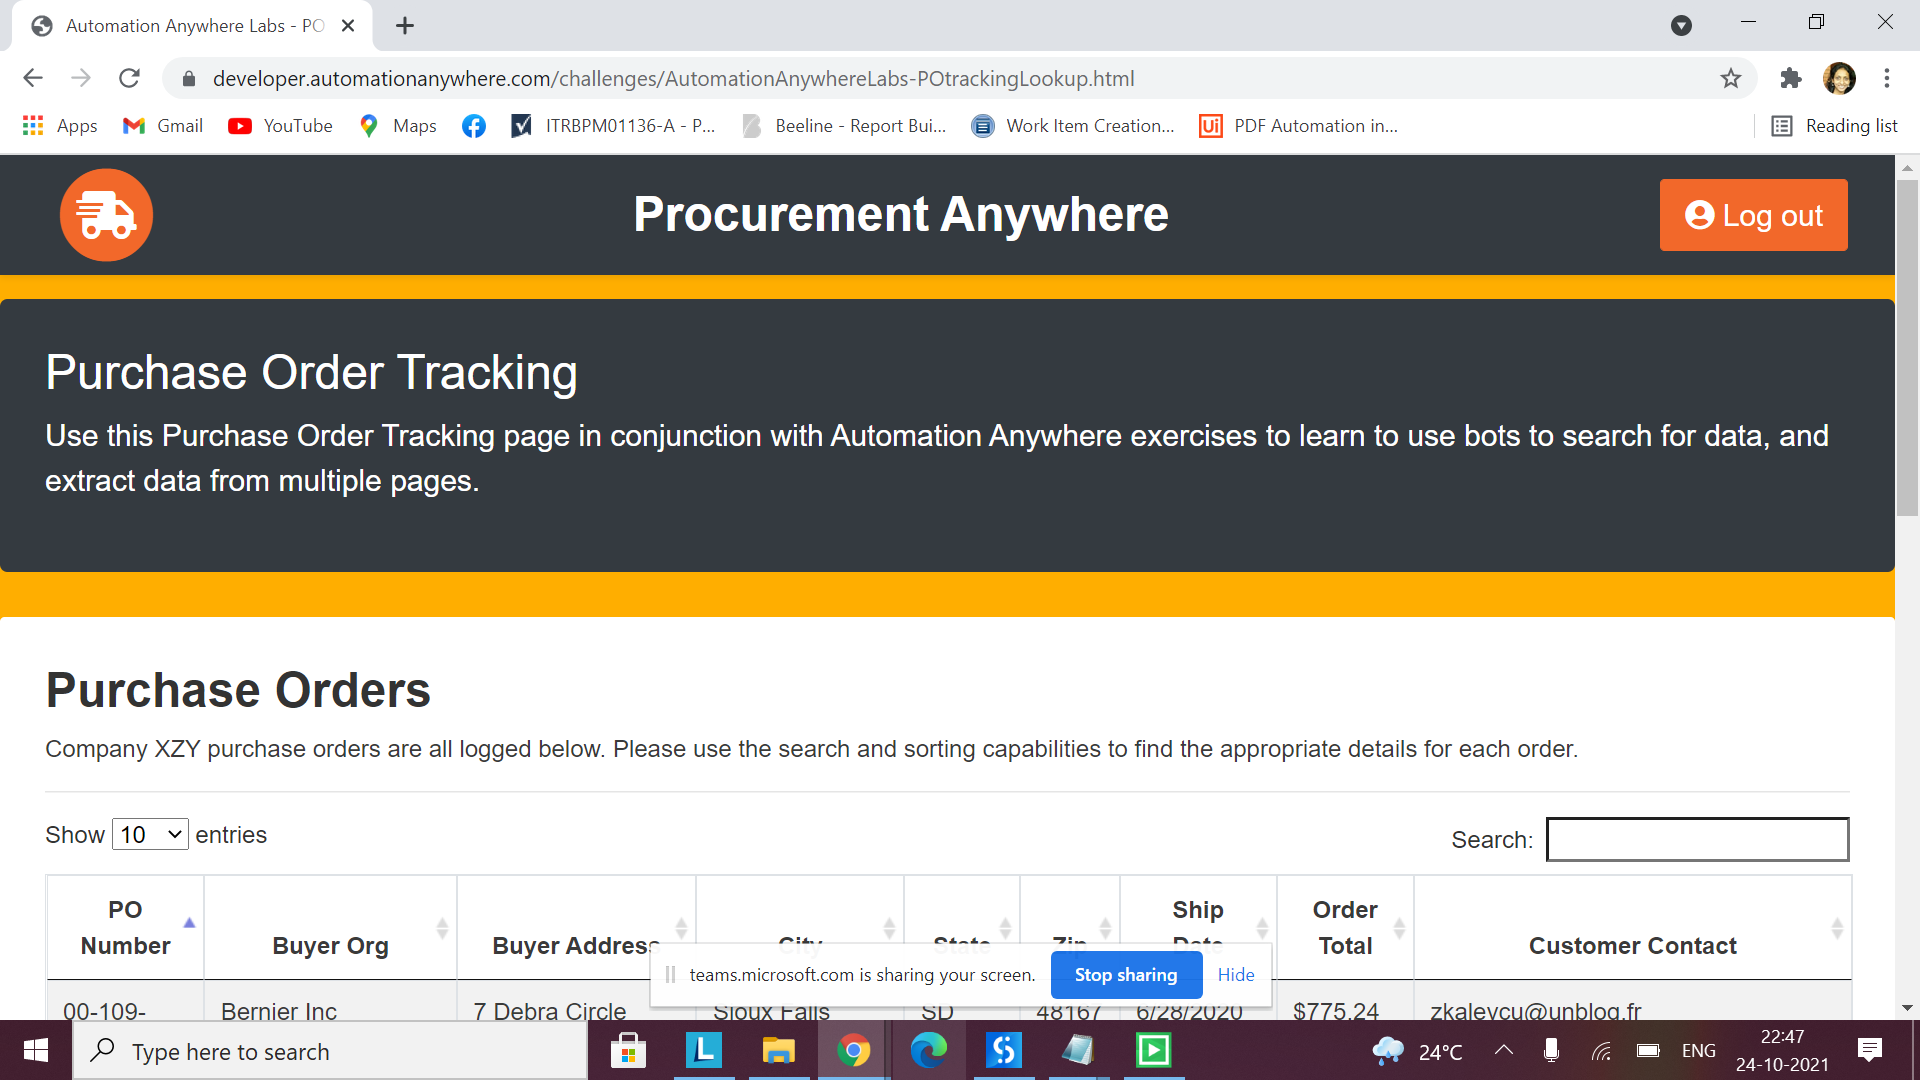 Automation Anywhere Labs - PO
developer.automationanywhere.com/challenges/AutomationAnywhereLabs-POtrackingLookup.html
Apps Gmail YouTube Maps ITRBPM01136-A - P... Beeline - Report Bui... Work Item Creation... Ui PDF Automation in... Reading list
Procurement Anywhere
Log out
Purchase Order Tracking
Use this Purchase Order Tracking page in conjunction with Automation Anywhere exercises to learn to use bots to search for data, and
extract data from multiple pages.
Purchase Orders
Company XZY purchase orders are all logged below. Please use the search and sorting capabilities to find the appropriate details for each order.
Show 10 entries Search:
PO Number Buyer Org Buyer Address City State Zip Ship Date Order Total Customer Contact
00-109- Bernier Inc 7 Debra Circle Sioux Falls SD 48167 6/28/2020 $775.24 zkalevcu@unblog.fr
teams.microsoft.com is sharing your screen. Stop sharing Hide
Type here to search L 24°C ENG 22:47
24-10-2021